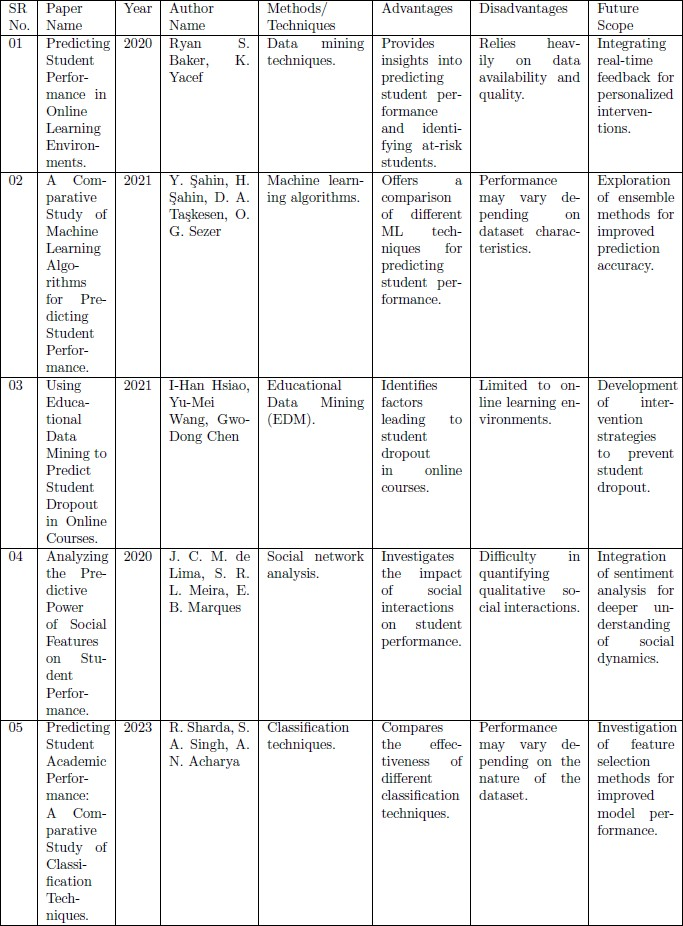 SR
No.
Paper
Name
Year
Author
Name
Methods/
Techniques
Advantages
Disadvantages
Future
Scope
01
Predicting
Student
Perfor-
mance in
Online
Learning
Environ-
ments.
2020
Ryan S.
Baker, K.
Yacef
Data mining
techniques.
Provides
insights into
predicting
student per-
formance
and identi-
fying at-risk
students.
Relies heav-
ily on data
availability and
quality.
Integrating
real-time
feedback for
personalized
interven-
tions.
02
A Com-
parative
Study of
Machine
Learning
Algo-
rithms
for Pre-
dicting
Student
Perfor-
mance.
2021
Y. Şahin, H.
Şahin, D. A.
Taşkesen, O.
G. Sezer
Machine learn-
ing algorithms.
Offers a
comparison
of different
ML tech-
niques for
predicting
student per-
formance.
Performance
may vary de-
pending on
dataset charac-
teristics.
Exploration
of ensemble
methods for
improved
prediction
accuracy.
03
Using
Educa-
tional
Data
Mining to
Predict
Student
Dropout
in Online
Courses.
2021
I-Han Hsiao,
Yu-Mei
Wang, Gwo-
Dong Chen
Educational
Data Mining
(EDM).
Identifies
factors
leading to
student
dropout
in online
courses.
Limited to on-
line learning en-
vironments.
Development
of inter-
vention
strategies
to prevent
student
dropout.
04
Analyzing
the Pre-
dictive
Power
of Social
Features
on Stu-
dent
Perfor-
mance.
2020
J. C. M. de
Lima, S. R.
L. Meira, E.
B. Marques
Social network
analysis.
Investigates
the impact
of social
interactions
on student
performance.
Difficulty in
quantifying
qualitative so-
cial interactions.
Integration
of sentiment
analysis for
deeper un-
derstanding
of social
dynamics.
05
Predicting
Student
Academic
Perfor-
mance:
A Com-
parative
Study of
Classi-
fication
Tech-
niques.
2023
R. Sharda, S.
A. Singh, A.
N. Acharya
Classification
techniques.
Compares
the effec-
tiveness of
different
classification
techniques.
Performance
may vary de-
pending on the
nature of the
dataset.
Investigation
of feature
selection
methods for
improved
model per-
formance.